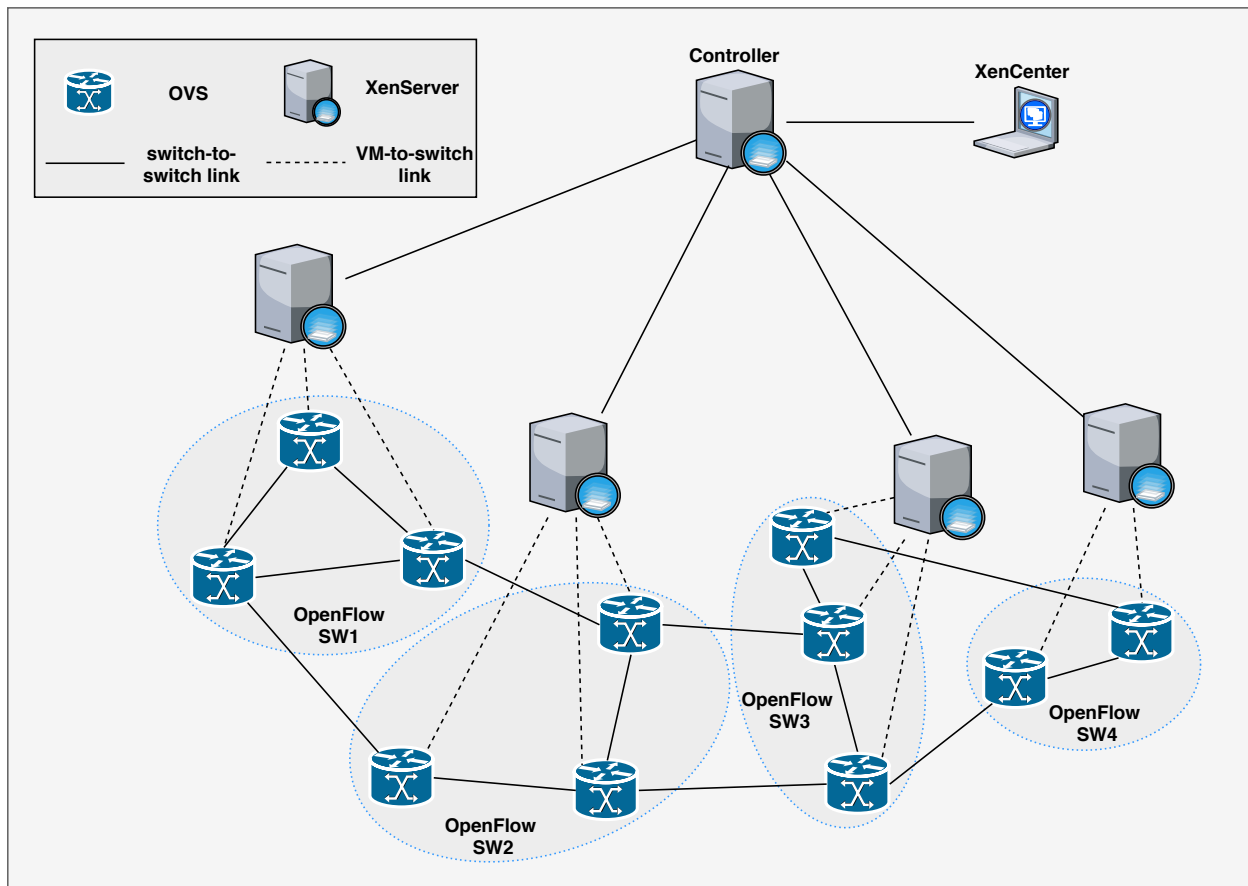 Controller
XenCenter
OVS
XenServer
switch-to-
switch link
VM-to-switch
link
OpenFlow
SW1
OpenFlow
SW2
OpenFlow
SW3
OpenFlow
SW4